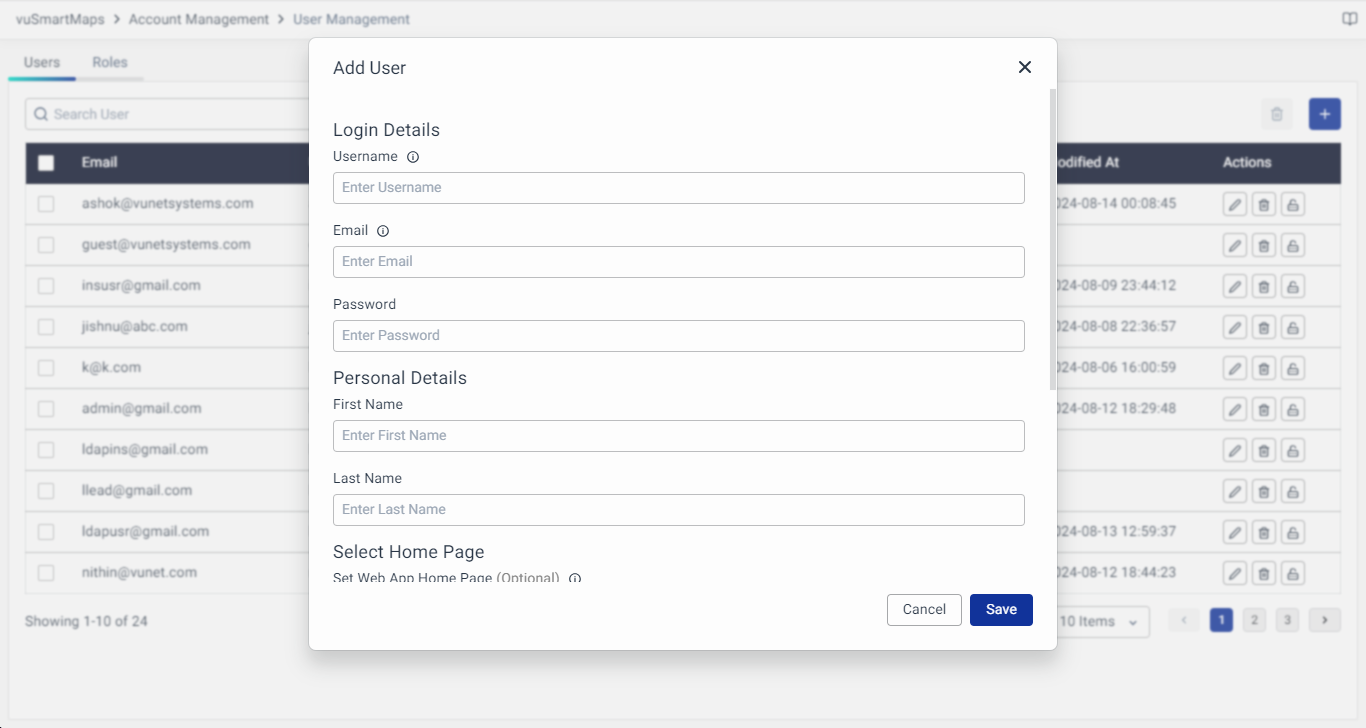 vuSmartMaps > Account Management > User Management
Users Roles
Search User
Email
odified At Actions
ashok@vunetsystems.com
024-08-14 00:08:45
guest@vunetsystems.com
insusr@gmail.com
024-08-09 23:44:12
jishnu@abc.com
024-08-08 22:36:57
k@k.com
024-08-06 16:00:59
admin@gmail.com
024-08-12 18:29:48
ldapins@gmail.com
llead@gmail.com
ldapusr@gmail.com
024-08-13 12:59:37
nithin@vunet.com
024-08-12 18:44:23
Showing 1-10 of 24
10 Items
1 2 3
Add User
Login Details
Username
Enter Username
Email
Enter Email
Password
Enter Password
Personal Details
First Name
Enter First Name
Last Name
Enter Last Name
Select Home Page
Set Web App Home Page (Optional)
Cancel Save